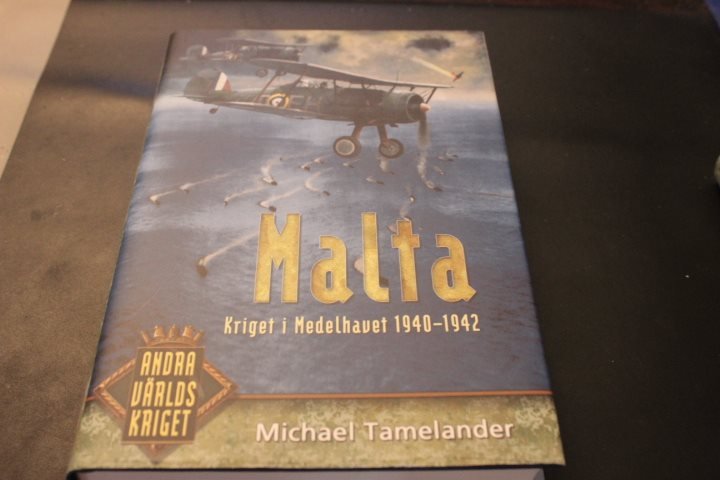 Malta
Kriget i Medelhavet 1940–1942
ANDRA
VÄRLDS
KRIGET
Michael Tamelander